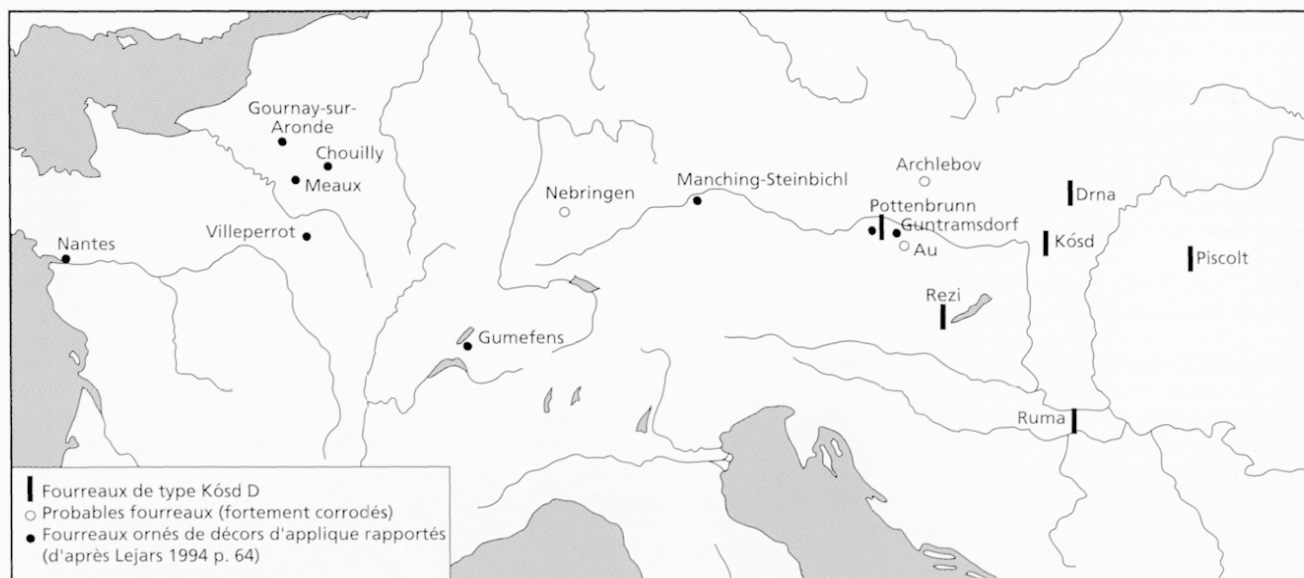 Gournay-sur-
Aronde
Chouilly
Meaux
Villeperrot
Nantes
Gumefens
Nebringen
Manching-Steinbichl
Archlebov
Pottenbrunn
Guntramsdorf
Au
Drna
Kósd
Piscolt
Rezi
Ruma
Fourreaux de type Kósd D
Probables fourreaux (fortement corrodés)
Fourreaux ornés de décors d'applique rapportés
(d'après Lejars 1994 p. 64)